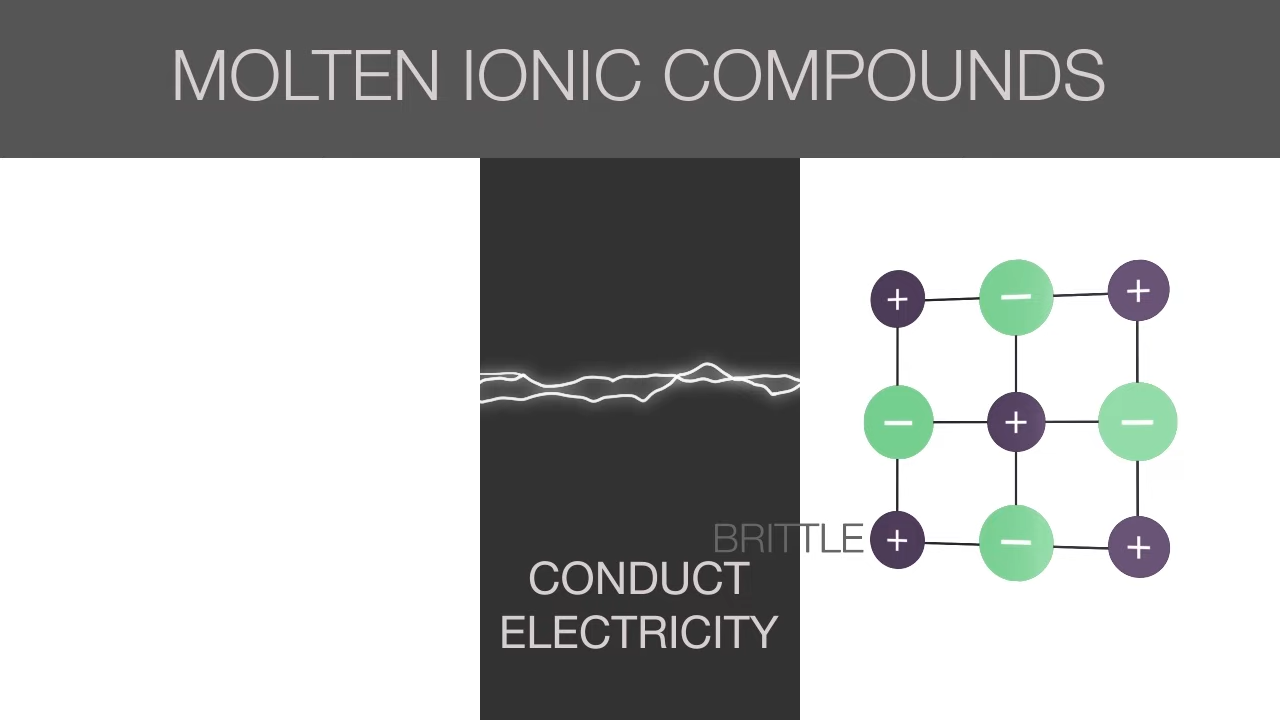 MOLTEN IONIC COMPOUNDS
+ − +
− + −
BRITTLE
+ − +
CONDUCT
ELECTRICITY